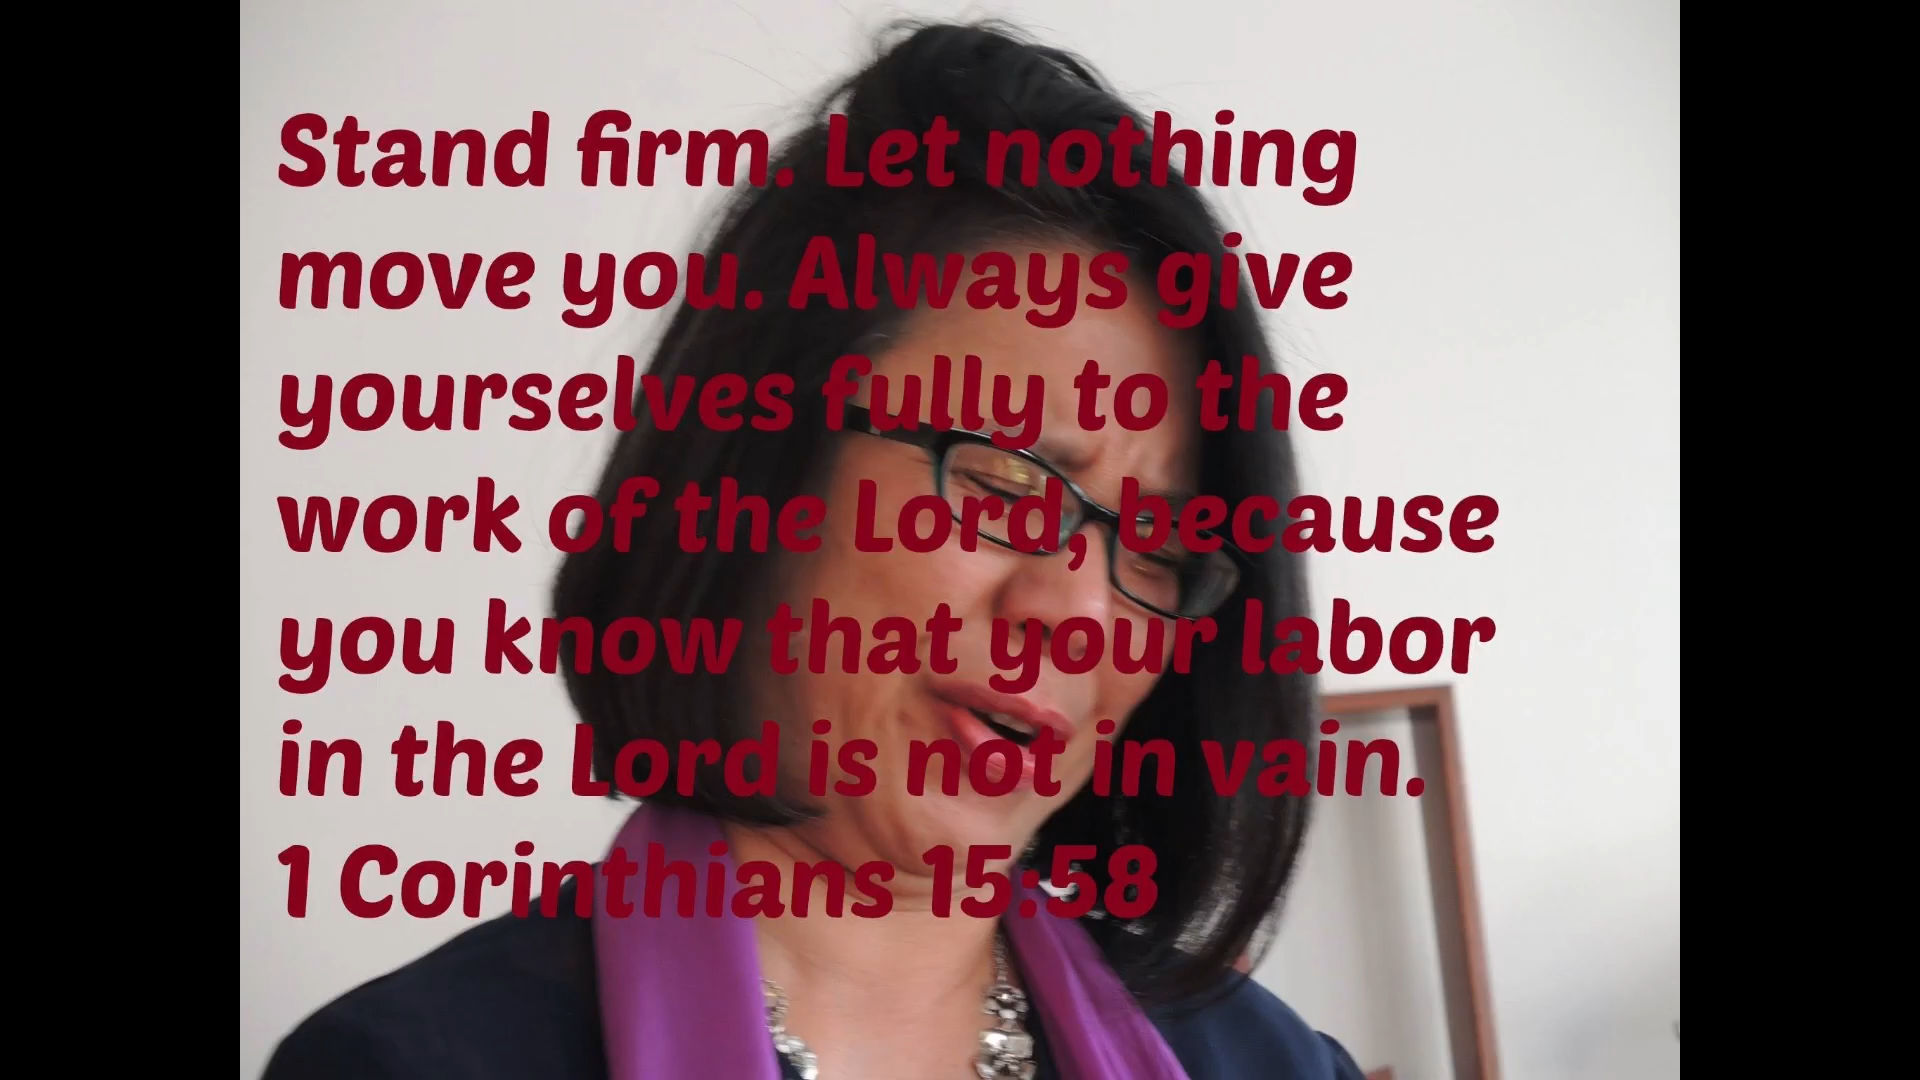 Stand firm. Let nothing
move you. Always give
yourselves fully to the
work of the Lord, because
you know that your labor
in the Lord is not in vain.
1 Corinthians 15:58